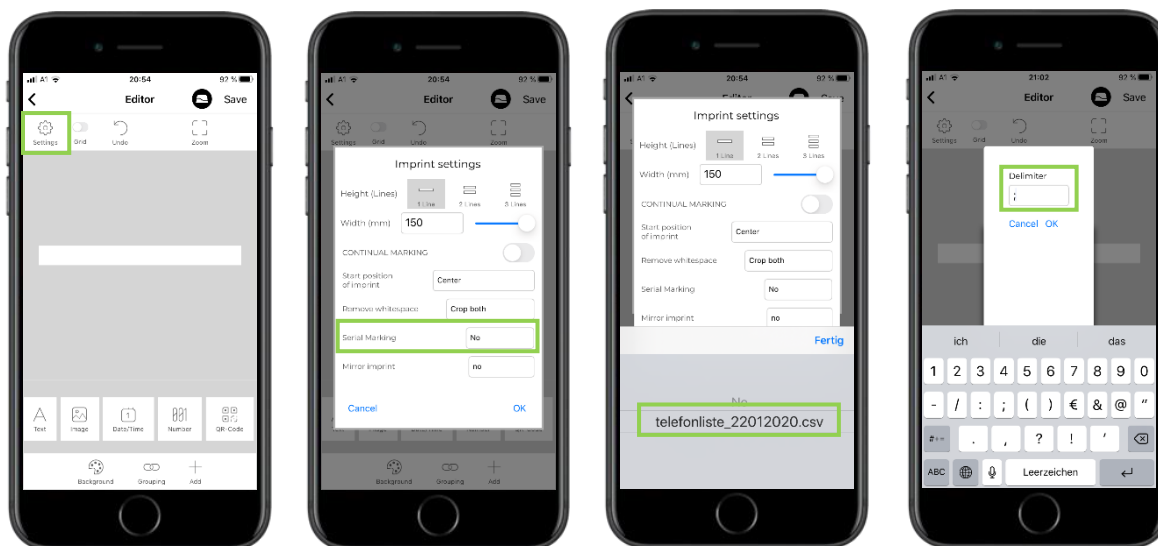 A1 20:54 92 %
Editor Save
Settings Grid Undo Zoom
Text Image Date/Time Number QR-Code
Background Grouping Add
A1 20:54 92 %
Editor Save
Settings Grid Undo Zoom
Imprint settings
Height (Lines) 1 Line 2 Lines 3 Lines
Width (mm) 150
CONTINUAL MARKING
Start position
of imprint Center
Remove whitespace Crop both
Serial Marking No
Mirror imprint no
Cancel OK
Background Grouping Add
A1 20:54 92 %
Imprint settings
Height (Lines) 1 Line 2 Lines 3 Lines
Width (mm) 150
CONTINUAL MARKING
Start position
of imprint Center
Remove whitespace Crop both
Serial Marking No
Mirror imprint no
Fertig
No
telefonliste_22012020.csv
A1 21:02 92 %
Editor Save
Settings Grid Undo Zoom
Delimiter
;
Cancel OK
ich die das
1 2 3 4 5 6 7 8 9 0
- / : ; ( ) € & @ "
#+= . , ? ! '
ABC Leerzeichen